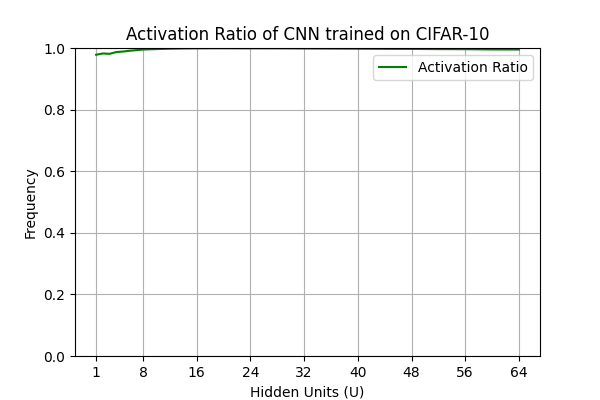 Activation Ratio of CNN trained on CIFAR-10
1.0
Activation Ratio
0.8
0.6
Frequency
0.4
0.2
0.0
1 8 16 24 32 40 48 56 64
Hidden Units (U)